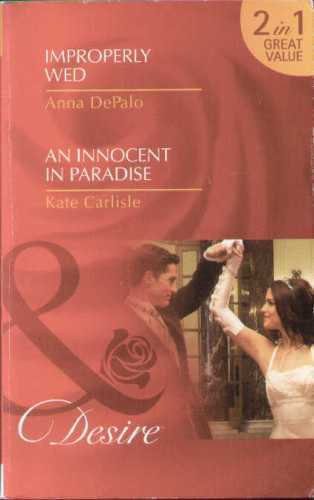 IMPROPERLY
WED
Anna DePalo
AN INNOCENT
IN PARADISE
Kate Carlisle
2 in 1
GREAT
VALUE
&
Desire